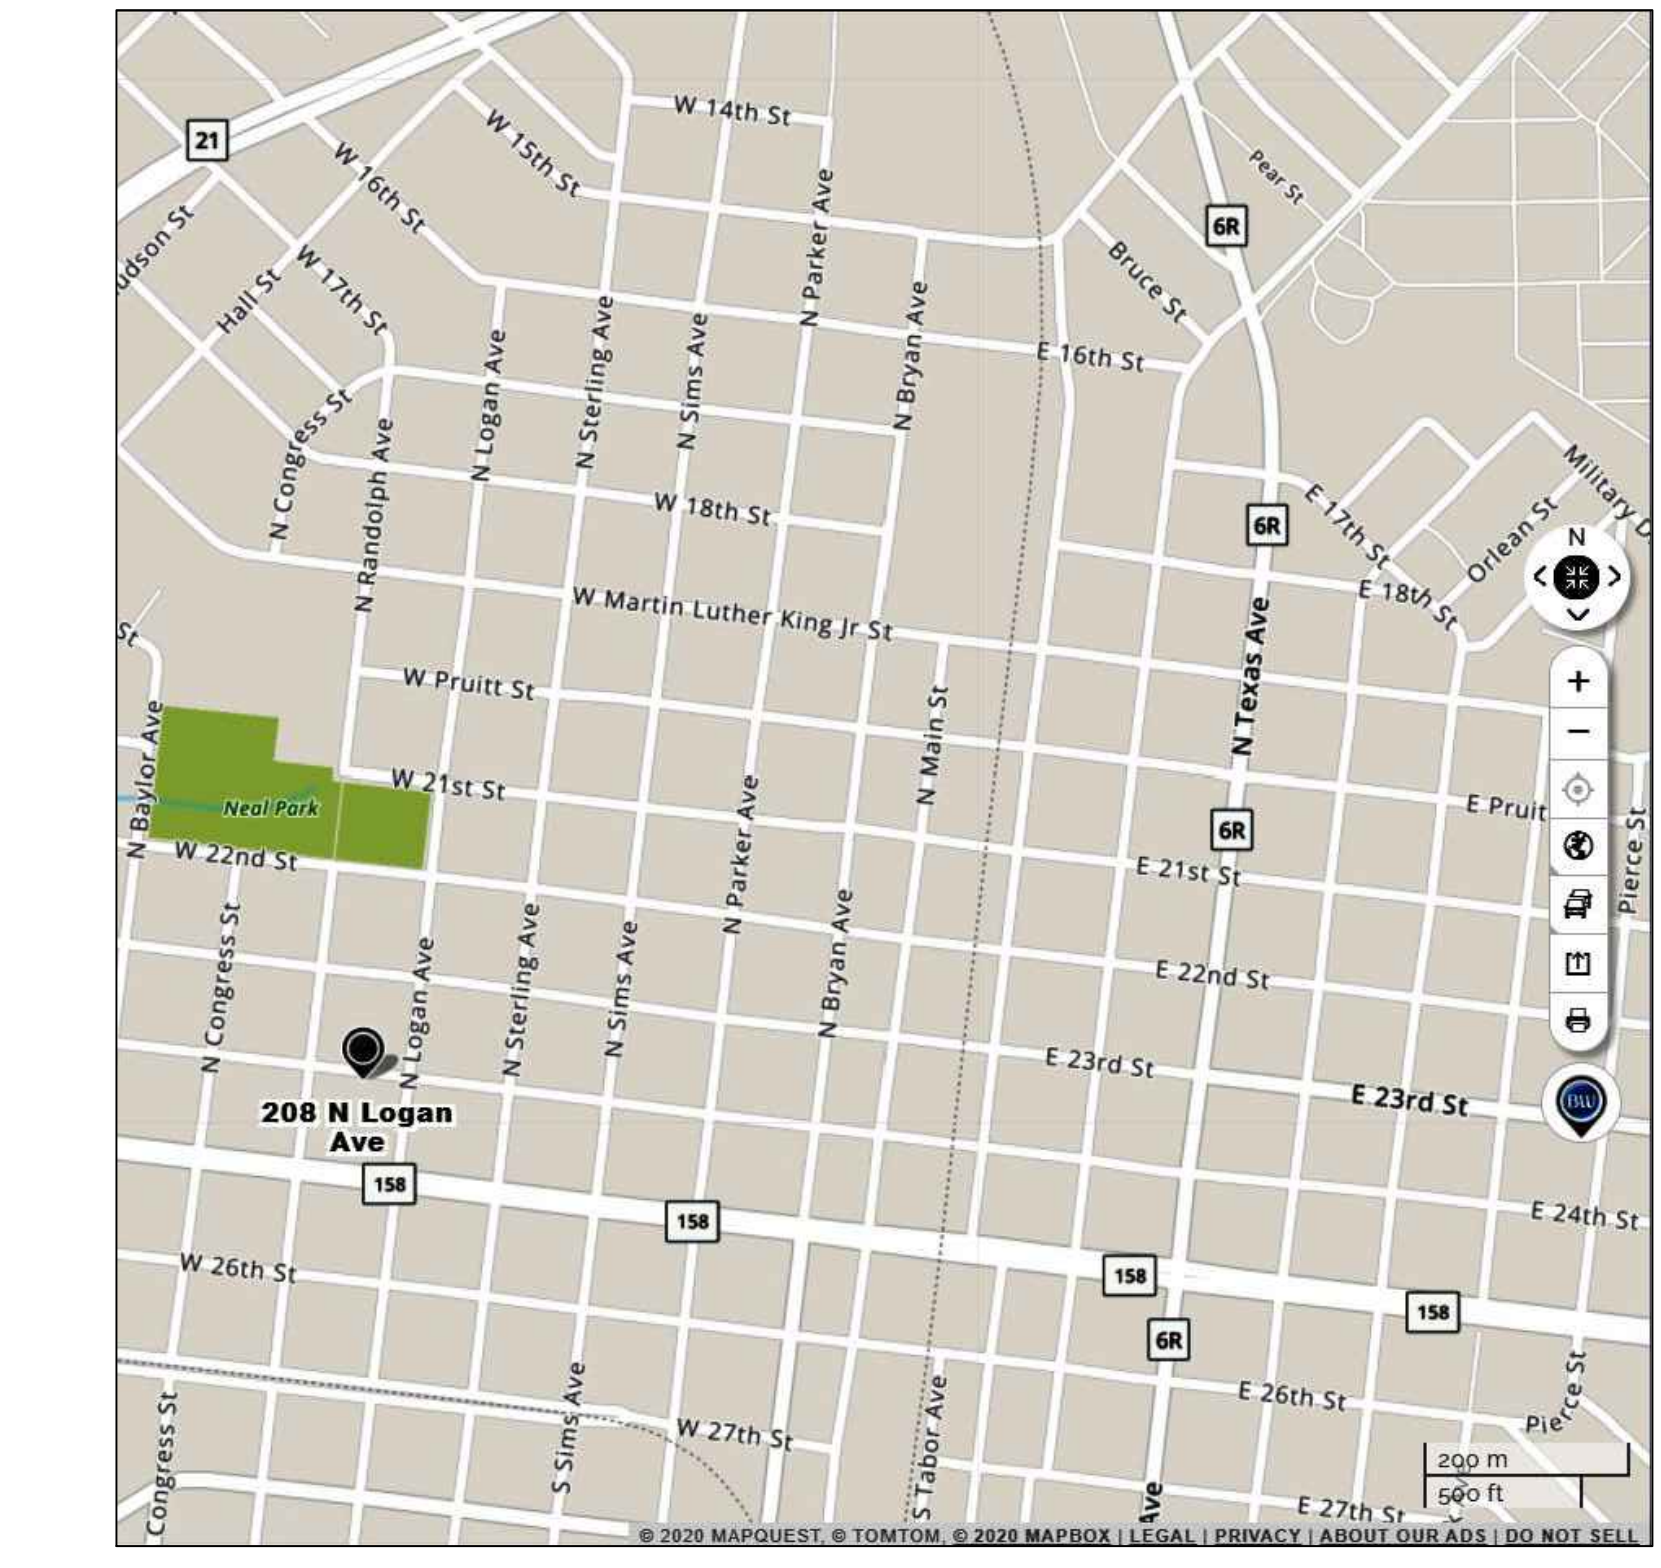 W 14th St
21
W 15th St
W 16th St
Pear St
6R
N Parker Ave
udson St
Hall St
W 17th St
Bruce St
N Logan Ave
N Sterling Ave
N Sims Ave
N Bryan Ave
E 16th St
N Congress St
N Randolph Ave
W 18th St
6R
E 17th St
Military D
Orlean St
N
E 18th St
W Martin Luther King Jr St
St
W Pruitt St
N Texas Ave
N Baylor Ave
N Main St
W 21st St
Neal Park
N Parker Ave
6R
E Pruit
Pierce St
W 22nd St
E 21st St
N Congress St
N Logan Ave
N Sterling Ave
N Sims Ave
N Bryan Ave
E 22nd St
E 23rd St
E 23rd St
BW
208 N Logan
Ave
158
158
E 24th St
W 26th St
158
158
6R
Congress St
S Sims Ave
W 27th St
S Tabor Ave
E 26th St
Pierce St
Pie
200 m
500 ft
Ave
E 27th St
© 2020 MAPQUEST, © TOMTOM, © 2020 MAPBOX | LEGAL | PRIVACY | ABOUT OUR ADS | DO NOT SELL